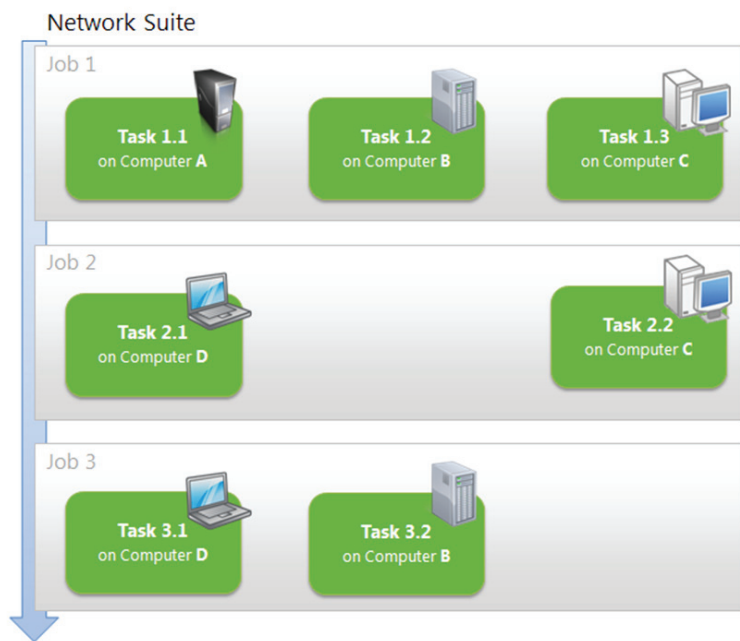 Network Suite
Job 1
Task 1.1
on Computer A
Task 1.2
on Computer B
Task 1.3
on Computer C
Job 2
Task 2.1
on Computer D
Task 2.2
on Computer C
Job 3
Task 3.1
on Computer D
Task 3.2
on Computer B